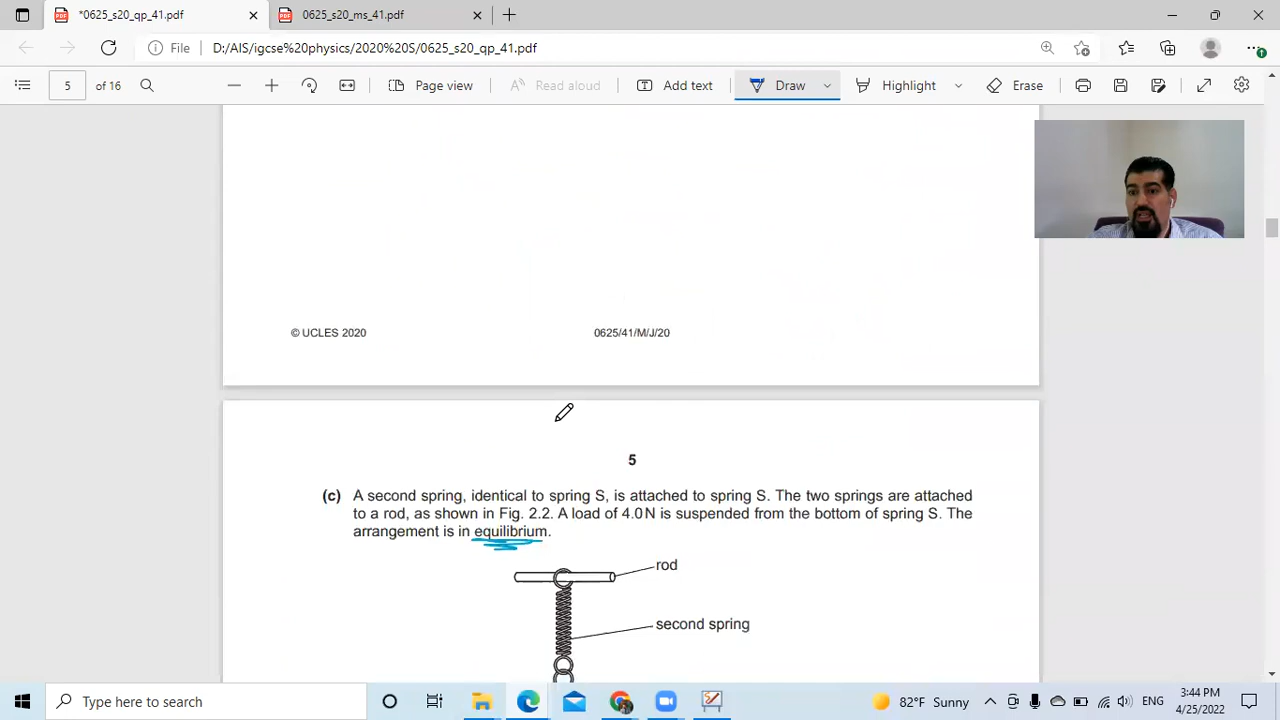 *0625_s20_qp_41.pdf
0625_s20_ms_41.pdf
File
D:/AIS/igcse%20physics/2020%20S/0625_s20_qp_41.pdf
5
of 16
Page view
Read aloud
Add text
Draw
Highlight
Erase
© UCLES 2020
0625/41/M/J/20
5
(c) A second spring, identical to spring S, is attached to spring S. The two springs are attached
to a rod, as shown in Fig. 2.2. A load of 4.0 N is suspended from the bottom of spring S. The
arrangement is in equilibrium.
rod
second spring
Type here to search
82°F Sunny
ENG
3:44 PM
4/25/2022